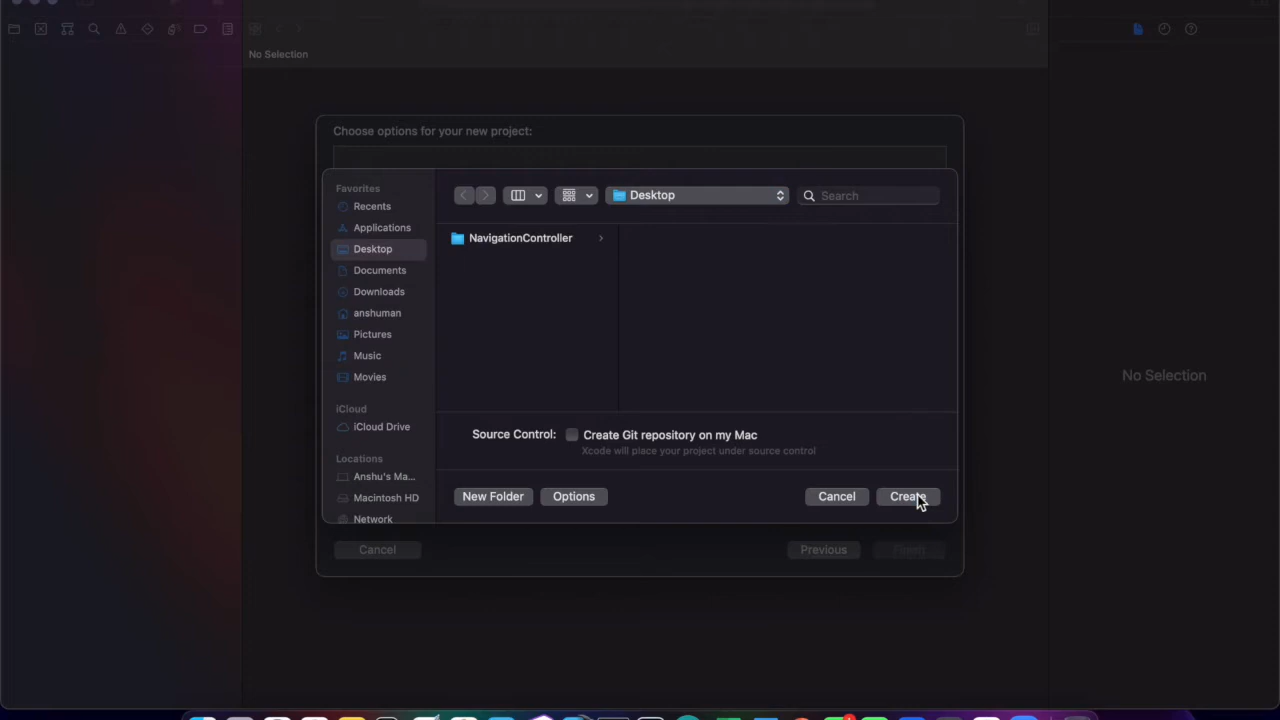 No Selection
Choose options for your new project:
Favorites
Recents
Applications
Desktop
Documents
Downloads
anshuman
Pictures
Music
Movies
iCloud
iCloud Drive
Locations
Anshu's Ma...
Macintosh HD
Network
Desktop
Search
NavigationController
Source Control:
Create Git repository on my Mac
Xcode will place your project under source control
New Folder
Options
Cancel
Create
Cancel
Previous
Finish
No Selection